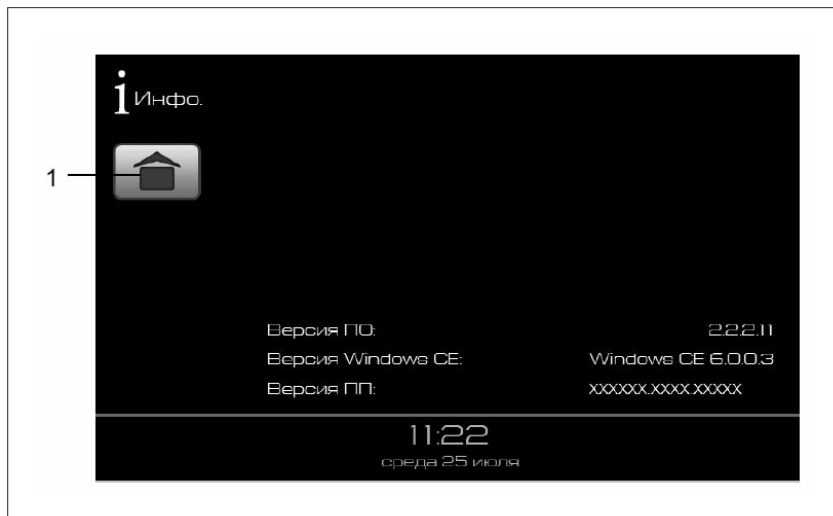 i Инфо.
1
Версия ПО: 2.2.2.11
Версия Windows CE: Windows CE 6.0.0.3
Версия ПП: XXXXXX.XXXX.XXXXX
11:22
среда 25 июля